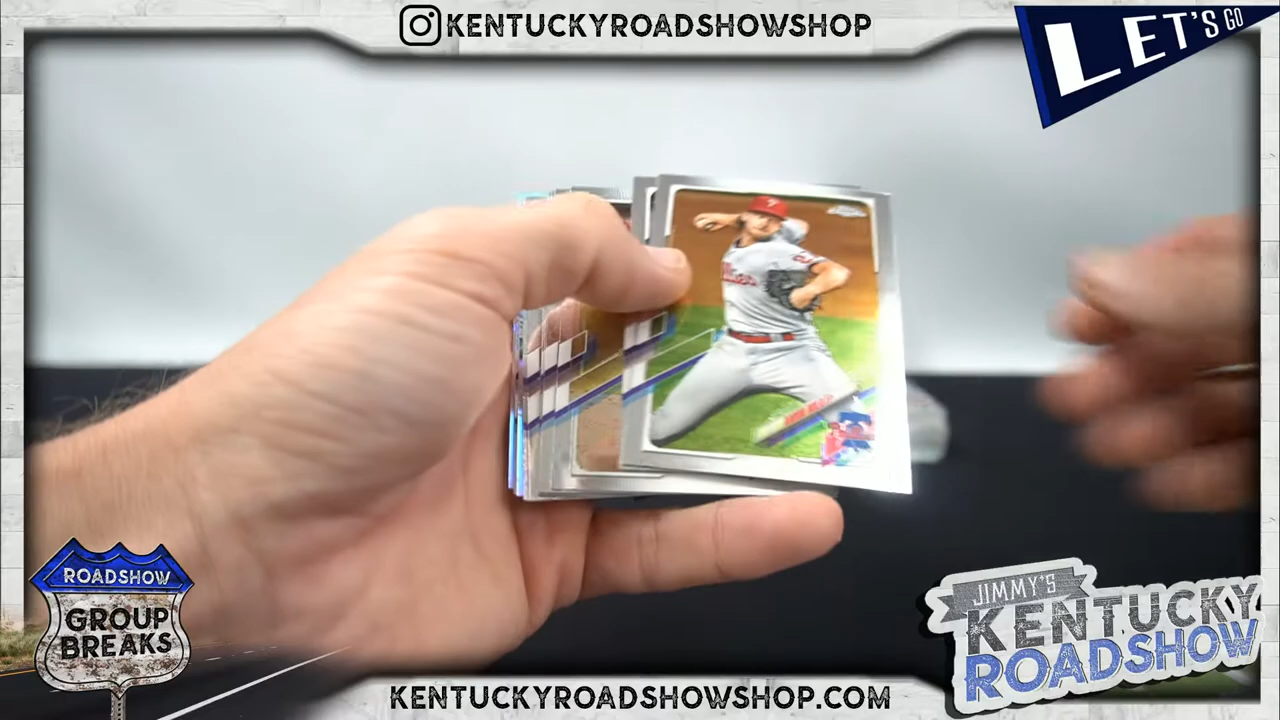 KENTUCKYROADSHOWSHOP
LET'S GO
ROADSHOW
GROUP
BREAKS
JIMMY'S
KENTUCKY
ROADSHOW
KENTUCKYROADSHOWSHOP.COM